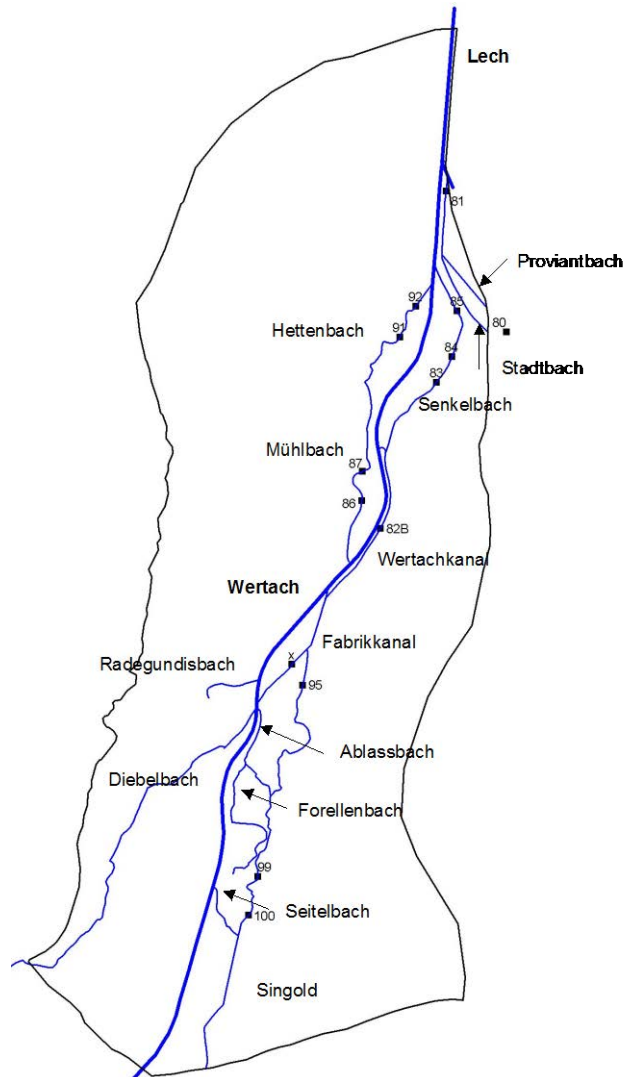 Lech
81
Proviantbach
92
85
80
Hettenbach
91
84
Stadtbach
83
Senkelbach
Mühlbach
87
86
82B
Wertachkanal
Wertach
Fabrikkanal
x
Radegundisbach
95
Ablassbach
Diebelbach
Forellenbach
99
Seitelbach
100
Singold